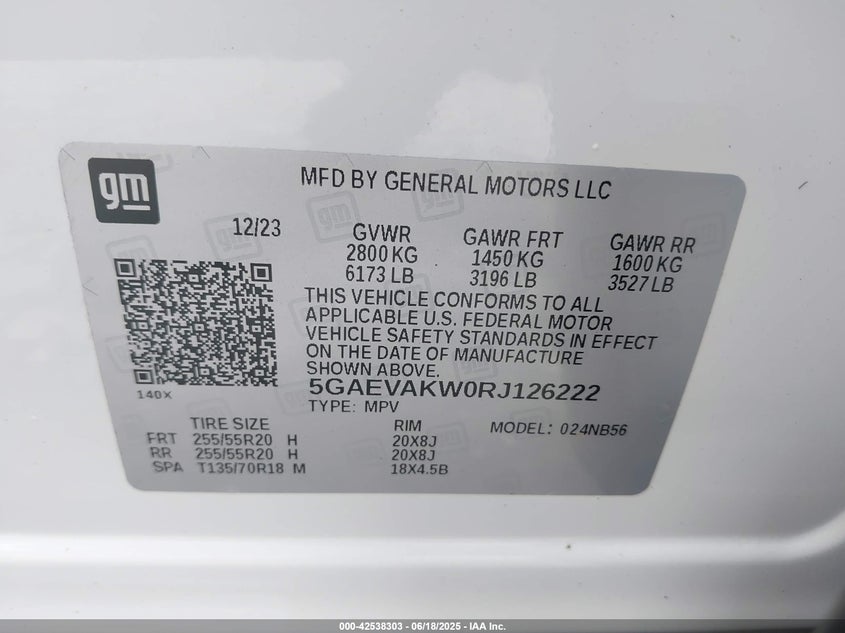 gm
MFD BY GENERAL MOTORS LLC
12/23
GVWR
2800 KG
6173 LB
GAWR FRT
1450 KG
3196 LB
GAWR RR
1600 KG
3527 LB
THIS VEHICLE CONFORMS TO ALL
APPLICABLE U.S. FEDERAL MOTOR
VEHICLE SAFETY STANDARDS IN EFFECT
ON THE DATE OF MANUFACTURE
SHOWN ABOVE.
140X
5GAEVAKW0RJ126222
TYPE: MPV
MODEL: 024NB56
TIRE SIZE RIM
FRT 255/55R20 H 20X8J
RR 255/55R20 H 20X8J
SPA T135/70R18 M 18X4.5B
000-42538303 - 06/18/2025 - IAA Inc.